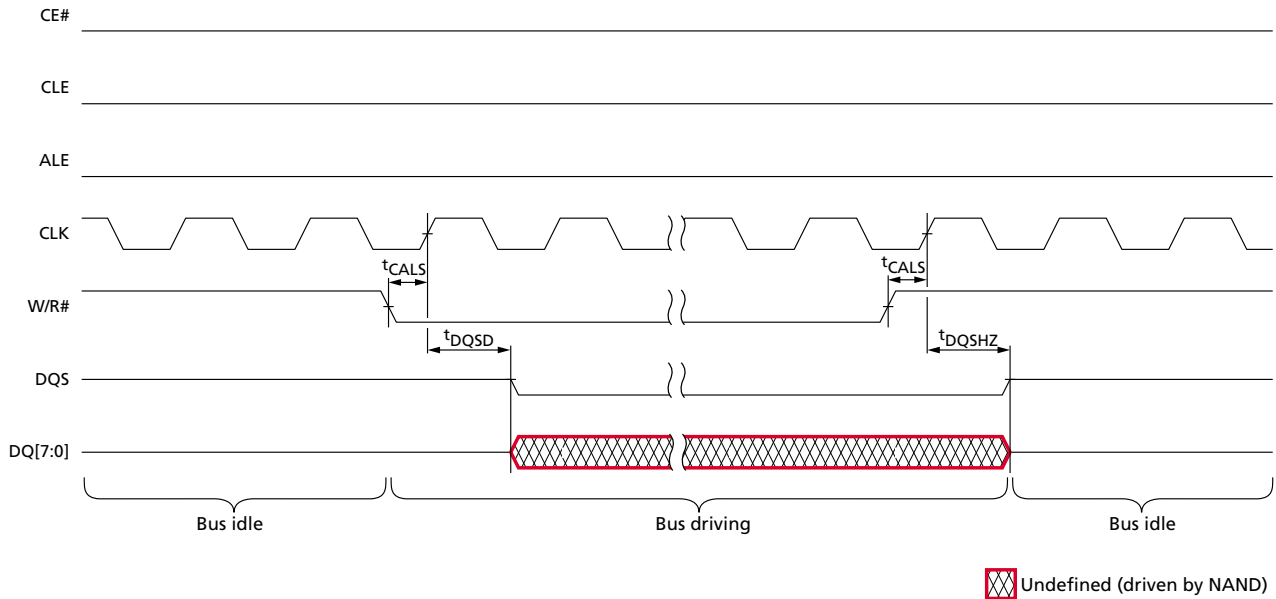 CE#
CLE
ALE
CLK
tCALS tCALS
W/R#
tDQSD tDQSHZ
DQS
DQ[7:0]
Bus idle Bus driving Bus idle
Undefined (driven by NAND)